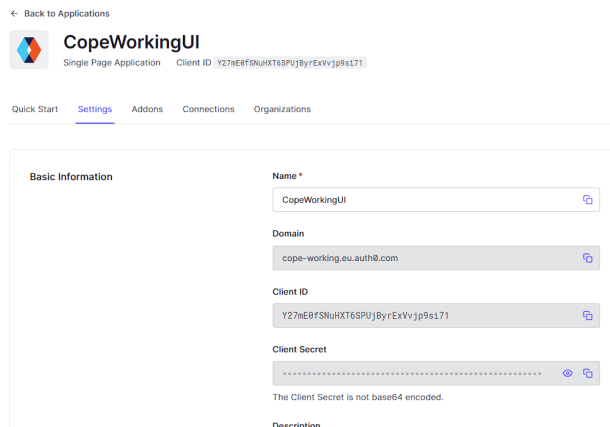 ← Back to Applications
CopeWorkingUI
Single Page Application Client ID Y27mE0fSNuHXT6SPUjByrExVvjp9si71
Quick Start Settings Addons Connections Organizations
Basic Information
Name *
CopeWorkingUI
Domain
cope-working.eu.auth0.com
Client ID
Y27mE0fSNuHXT6SPUjByrExVvjp9si71
Client Secret
The Client Secret is not base64 encoded.
Description